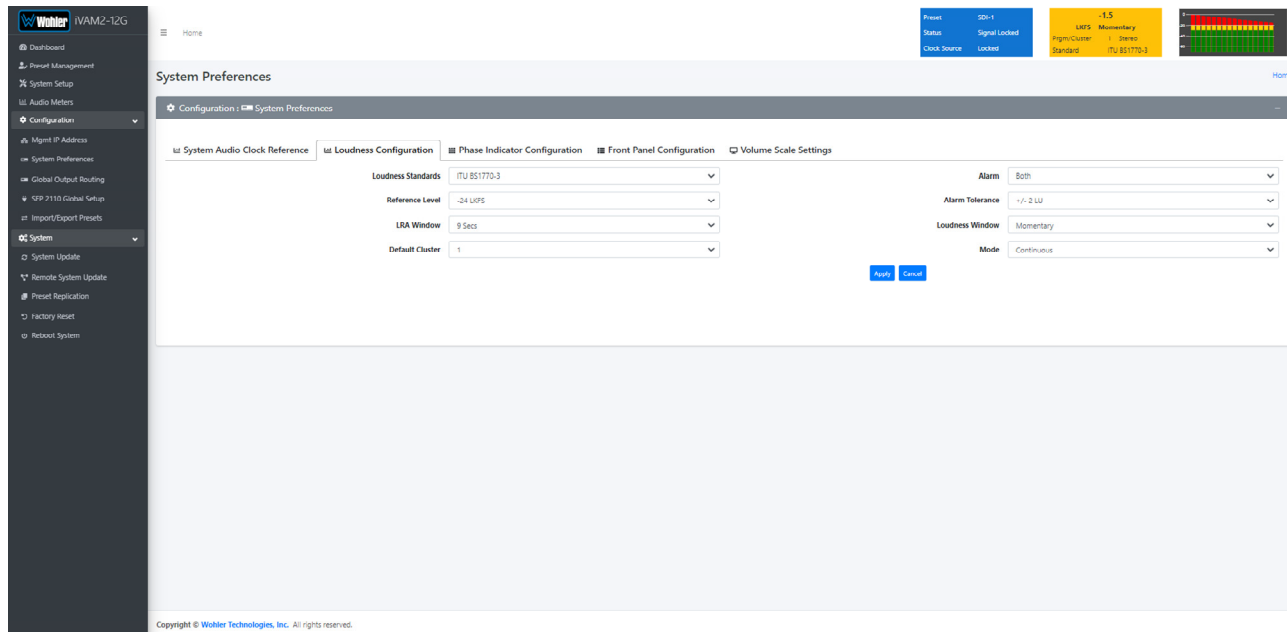 Wohler iVAM2-12G
Dashboard
Preset Management
System Setup
Audio Meters
Configuration
Mgmt IP Address
System Preferences
Global Output Routing
SFP 2110 Global Setup
Import/Export Presets
System
System Update
Remote System Update
Preset Replication
Factory Reset
Reboot System
Home
Preset SDI-1
Status Signal Locked
Clock Source Locked
-1.5
LKFS Momentary
Prgm/Cluster 1: Stereo
Standard ITU BS1770-3
System Preferences
Hom
Configuration : System Preferences
System Audio Clock Reference Loudness Configuration Phase Indicator Configuration Front Panel Configuration Volume Scale Settings
Loudness Standards ITU BS1770-3 Alarm Both
Reference Level -24 LKFS Alarm Tolerance +/- 2 LU
LRA Window 9 Secs Loudness Window Momentary
Default Cluster 1 Mode Continuous
Apply Cancel
Copyright © Wohler Technologies, Inc. All rights reserved.